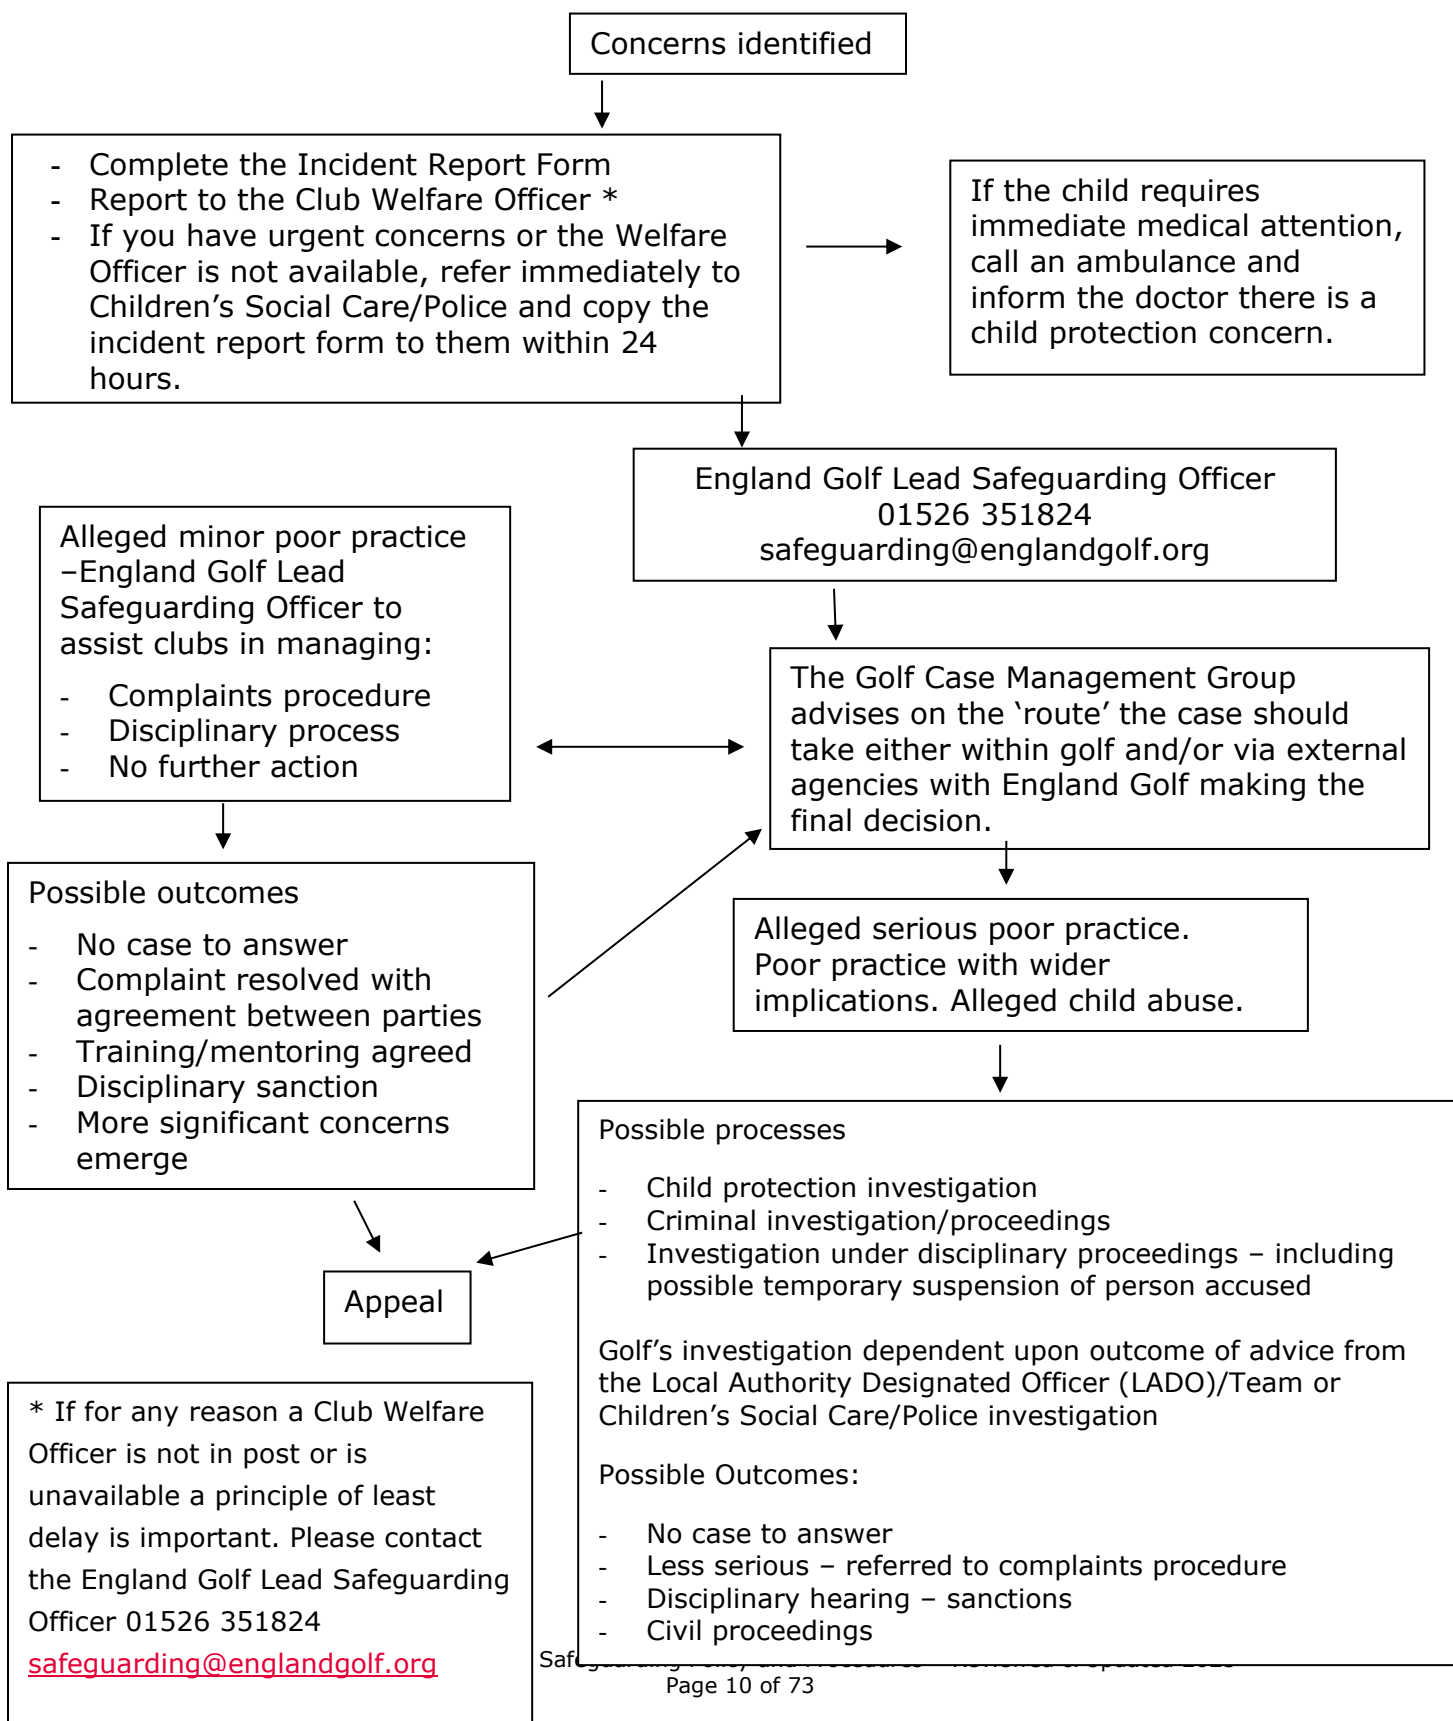 Concerns identified
- Complete the Incident Report Form
- Report to the Club Welfare Officer *
- If you have urgent concerns or the Welfare
Officer is not available, refer immediately to
Children’s Social Care/Police and copy the
incident report form to them within 24
hours.
If the child requires
immediate medical attention,
call an ambulance and
inform the doctor there is a
child protection concern.
England Golf Lead Safeguarding Officer
01526 351824
safeguarding@englandgolf.org
Alleged minor poor practice
–England Golf Lead
Safeguarding Officer to
assist clubs in managing:
- Complaints procedure
- Disciplinary process
- No further action
The Golf Case Management Group
advises on the ‘route’ the case should
take either within golf and/or via external
agencies with England Golf making the
final decision.
Possible outcomes
- No case to answer
- Complaint resolved with
agreement between parties
- Training/mentoring agreed
- Disciplinary sanction
- More significant concerns
emerge
Alleged serious poor practice.
Poor practice with wider
implications. Alleged child abuse.
Possible processes
- Child protection investigation
- Criminal investigation/proceedings
- Investigation under disciplinary proceedings – including
possible temporary suspension of person accused
Golf’s investigation dependent upon outcome of advice from
the Local Authority Designated Officer (LADO)/Team or
Children’s Social Care/Police investigation
Possible Outcomes:
- No case to answer
- Less serious – referred to complaints procedure
- Disciplinary hearing – sanctions
- Civil proceedings
Appeal
* If for any reason a Club Welfare
Officer is not in post or is
unavailable a principle of least
delay is important. Please contact
the England Golf Lead Safeguarding
Officer 01526 351824
safeguarding@englandgolf.org
Safeguarding Policy and Procedures
Page 10 of 73